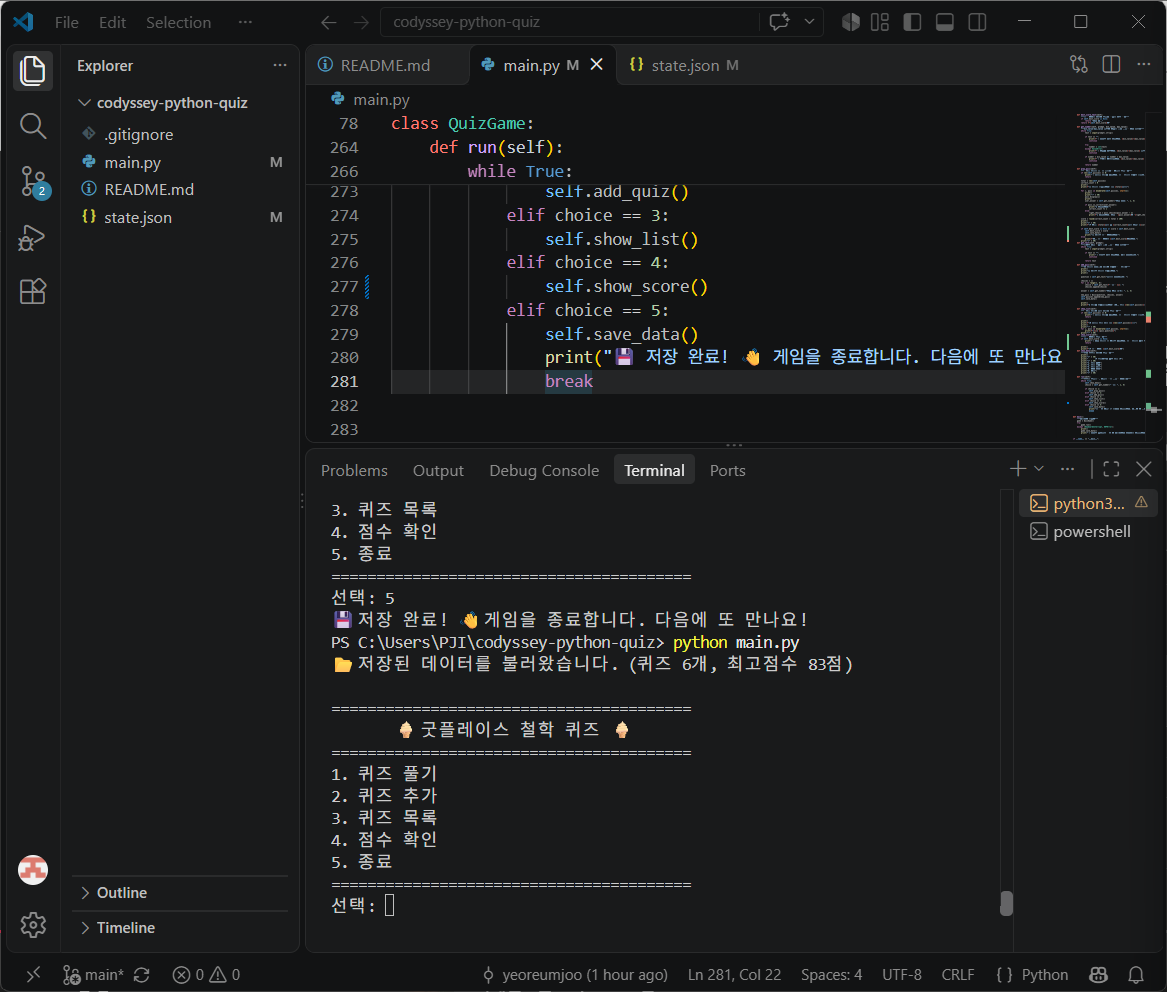 File Edit Selection ··· codyssey-python-quiz
Explorer ···
codyssey-python-quiz
.gitignore
main.py M
README.md
state.json M
Outline
Timeline
README.md main.py M state.json M ···
main.py
78 class QuizGame:
264 def run(self):
266 while True:
273 self.add_quiz()
274 elif choice == 3:
275 self.show_list()
276 elif choice == 4:
277 self.show_score()
278 elif choice == 5:
279 self.save_data()
280 print("💾 저장 완료! 👋 게임을 종료합니다. 다음에 또 만나요
281 break
282
283
Problems Output Debug Console Terminal Ports
3. 퀴즈 목록
4. 점수 확인
5. 종료
========================================
선택: 5
💾 저장 완료! 👋 게임을 종료합니다. 다음에 또 만나요!
PS C:\Users\PJI\codyssey-python-quiz> python main.py
📂 저장된 데이터를 불러왔습니다. (퀴즈 6개, 최고점수 83점)
========================================
🍦 굿플레이스 철학 퀴즈 🍦
========================================
1. 퀴즈 풀기
2. 퀴즈 추가
3. 퀴즈 목록
4. 점수 확인
5. 종료
========================================
선택:
python3...
powershell
2
main* 0 0 yeoreumjoo (1 hour ago) Ln 281, Col 22 Spaces: 4 UTF-8 CRLF {} Python